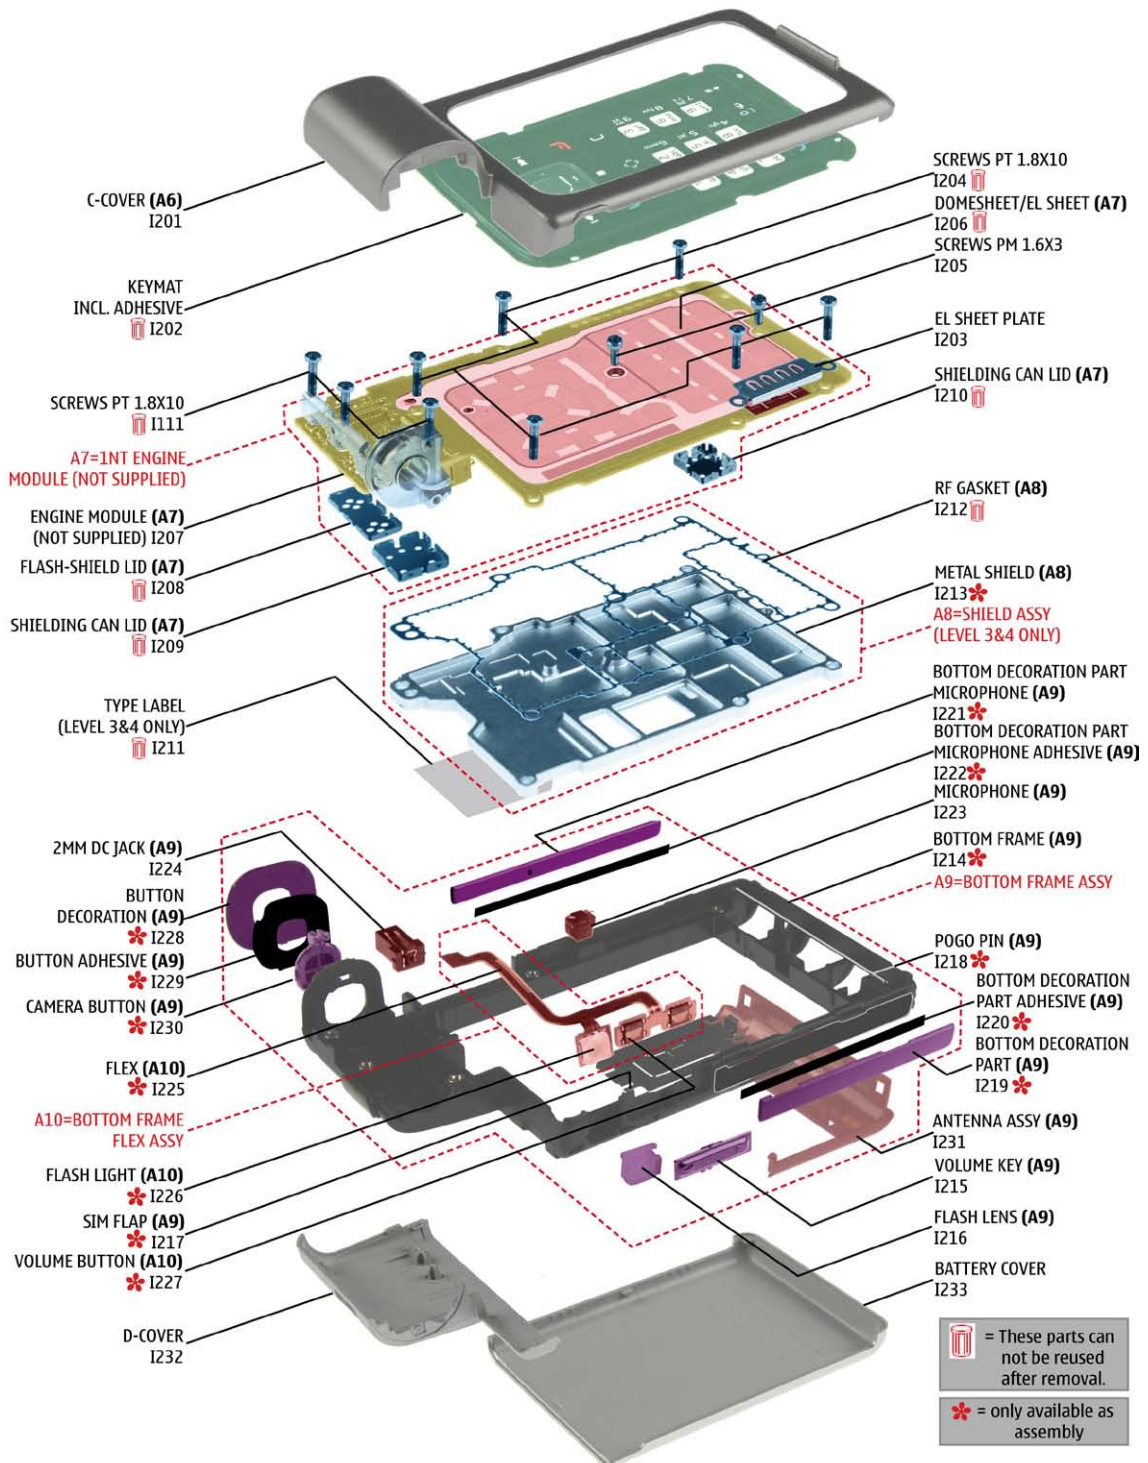 C-COVER (A6)
I201
KEYMAT
INCL. ADHESIVE
I202
SCREWS PT 1.8X10
I111
A7=1NT ENGINE
MODULE (NOT SUPPLIED)
ENGINE MODULE (A7)
(NOT SUPPLIED) I207
FLASH-SHIELD LID (A7)
I208
SHIELDING CAN LID (A7)
I209
TYPE LABEL
(LEVEL 3&4 ONLY)
I211
2MM DC JACK (A9)
I224
BUTTON
DECORATION (A9)
I228
BUTTON ADHESIVE (A9)
I229
CAMERA BUTTON (A9)
I230
FLEX (A10)
I225
A10=BOTTOM FRAME
FLEX ASSY
FLASH LIGHT (A10)
I226
SIM FLAP (A9)
I217
VOLUME BUTTON (A10)
I227
D-COVER
I232
SCREWS PT 1.8X10
I204
DOMESHEET/EL SHEET (A7)
I206
SCREWS PM 1.6X3
I205
EL SHEET PLATE
I203
SHIELDING CAN LID (A7)
I210
RF GASKET (A8)
I212
METAL SHIELD (A8)
I213
A8=SHIELD ASSY
(LEVEL 3&4 ONLY)
BOTTOM DECORATION PART
MICROPHONE (A9)
I221
BOTTOM DECORATION PART
MICROPHONE ADHESIVE (A9)
I222
MICROPHONE (A9)
I223
BOTTOM FRAME (A9)
I214
A9=BOTTOM FRAME ASSY
POGO PIN (A9)
I218
BOTTOM DECORATION
PART ADHESIVE (A9)
I220
BOTTOM DECORATION
PART (A9)
I219
ANTENNA ASSY (A9)
I231
VOLUME KEY (A9)
I215
FLASH LENS (A9)
I216
BATTERY COVER
I233
= These parts can
not be reused
after removal.
= only available as
assembly